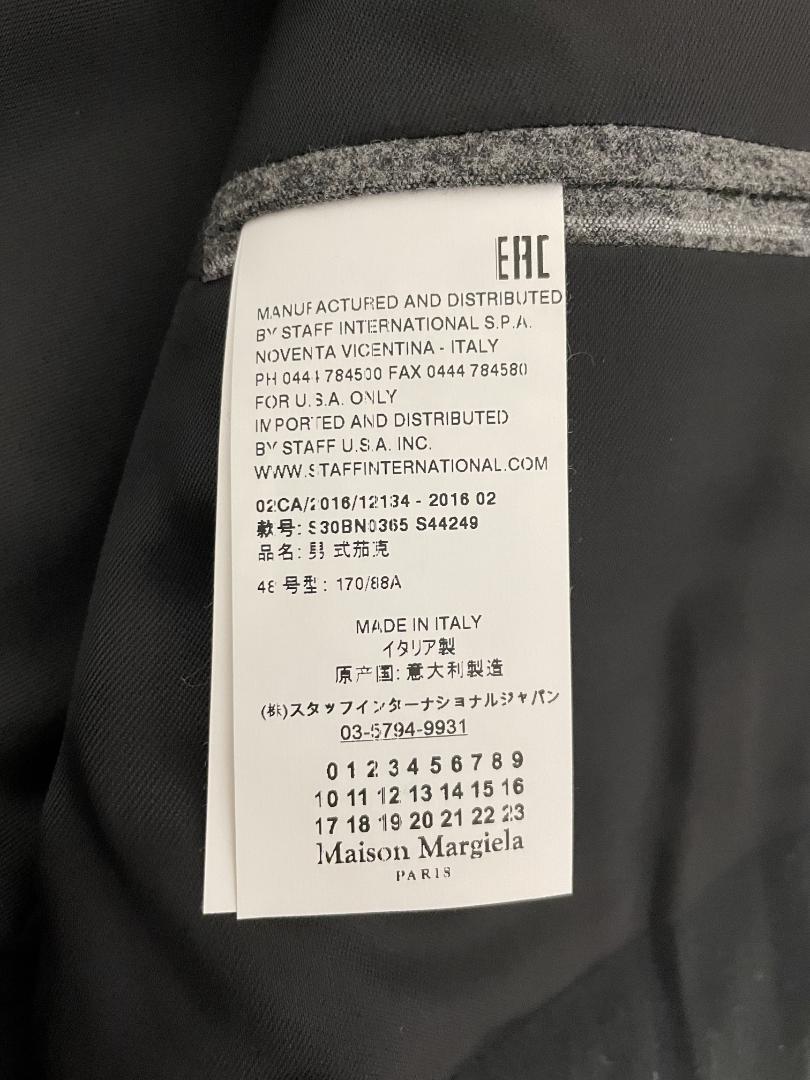 EAC
MANUFACTURED AND DISTRIBUTED
BY STAFF INTERNATIONAL S.P.A.
NOVENTA VICENTINA - ITALY
PH 0444 784500 FAX 0444 784580
FOR U.S.A. ONLY
IMPORTED AND DISTRIBUTED
BY STAFF U.S.A. INC.
WWW.STAFFINTERNATIONAL.COM
02CA/2016/12134 - 2016 02
款号: S30BN0365 S44249
品名: 男式茄克
48 号型: 170/88A
MADE IN ITALY
イタリア製
原产国: 意大利製造
(株)スタッフインターナショナルジャパン
03-5794-9931
0 1 2 3 4 5 6 7 8 9
10 11 12 13 14 15 16
17 18 19 20 21 22 23
Maison Margiela
PARIS